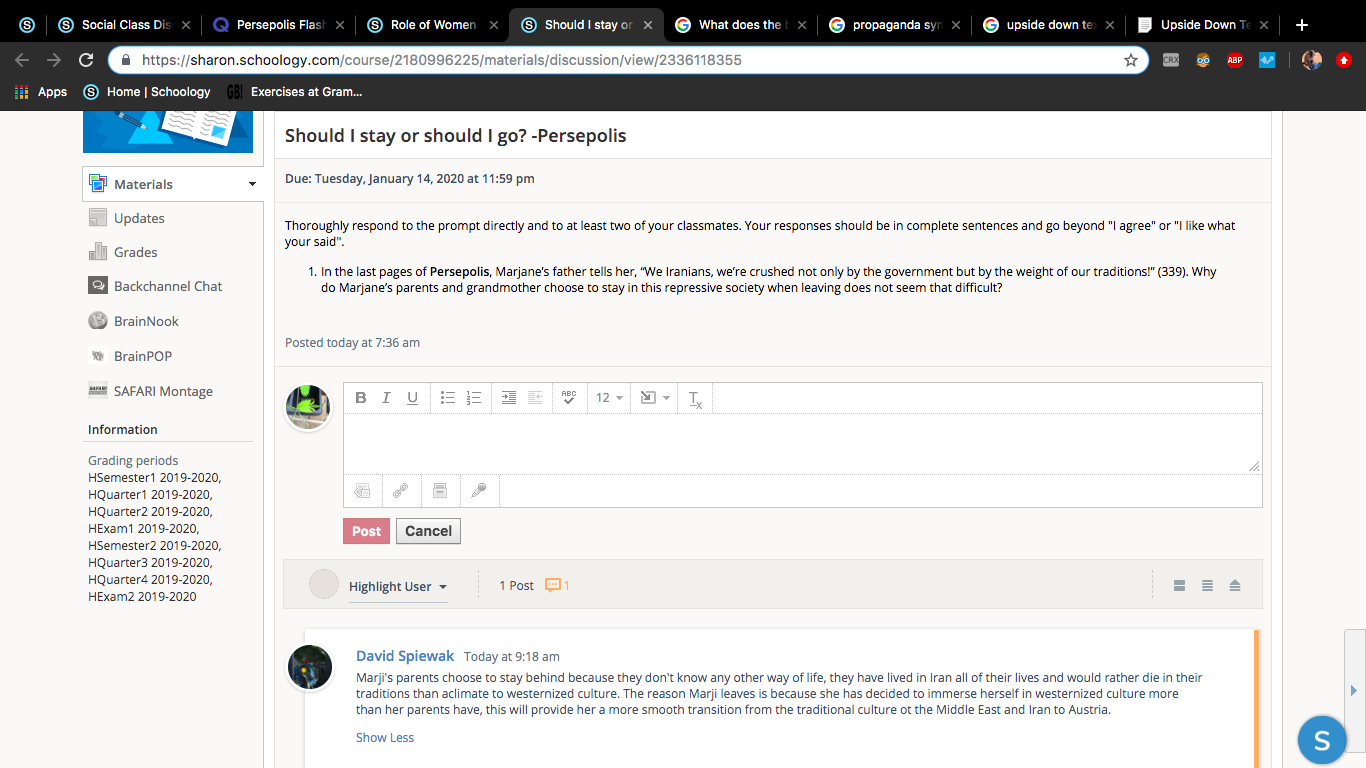 Social Class Dis
Persepolis Flash
Role of Women
Should I stay or
What does the b
propaganda syn
upside down te
Upside Down Te
https://sharon.schoology.com/course/2180996225/materials/discussion/view/2336118355
CRX
ABP
Apps
Home | Schoology
GB!
Exercises at Gram...
Should I stay or should I go? -Persepolis
Due: Tuesday, January 14, 2020 at 11:59 pm
Thoroughly respond to the prompt directly and to at least two of your classmates. Your responses should be in complete sentences and go beyond "I agree" or "I like what
your said".
1. In the last pages of Persepolis, Marjane's father tells her, “We Iranians, we're crushed not only by the government but by the weight of our traditions!” (339). Why
do Marjane's parents and grandmother choose to stay in this repressive society when leaving does not seem that difficult?
Posted today at 7:36 am
Materials
Updates
Grades
Backchannel Chat
BrainNook
BrainPOP
SAFARI Montage
Information
Grading periods
HSemester1 2019-2020,
HQuarter1 2019-2020,
HQuarter2 2019-2020,
HExam1 2019-2020,
HSemester2 2019-2020,
HQuarter3 2019-2020,
HQuarter4 2019-2020,
HExam2 2019-2020
B I U
ABC
12
Tx
Post
Cancel
Highlight User
1 Post
1
David Spiewak Today at 9:18 am
Marji's parents choose to stay behind because they don't know any other way of life, they have lived in Iran all of their lives and would rather die in their
traditions than aclimate to westernized culture. The reason Marji leaves is because she has decided to immerse herself in westernized culture more
than her parents have, this will provide her a more smooth transition from the traditional culture ot the Middle East and Iran to Austria.
Show Less
S